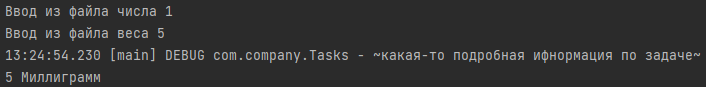 Ввод из файла числа 1
Ввод из файла веса 5
13:24:54.230 [main] DEBUG com.company.Tasks - ~какая-то подробная ифнормация по задаче~
5 Миллиграмм